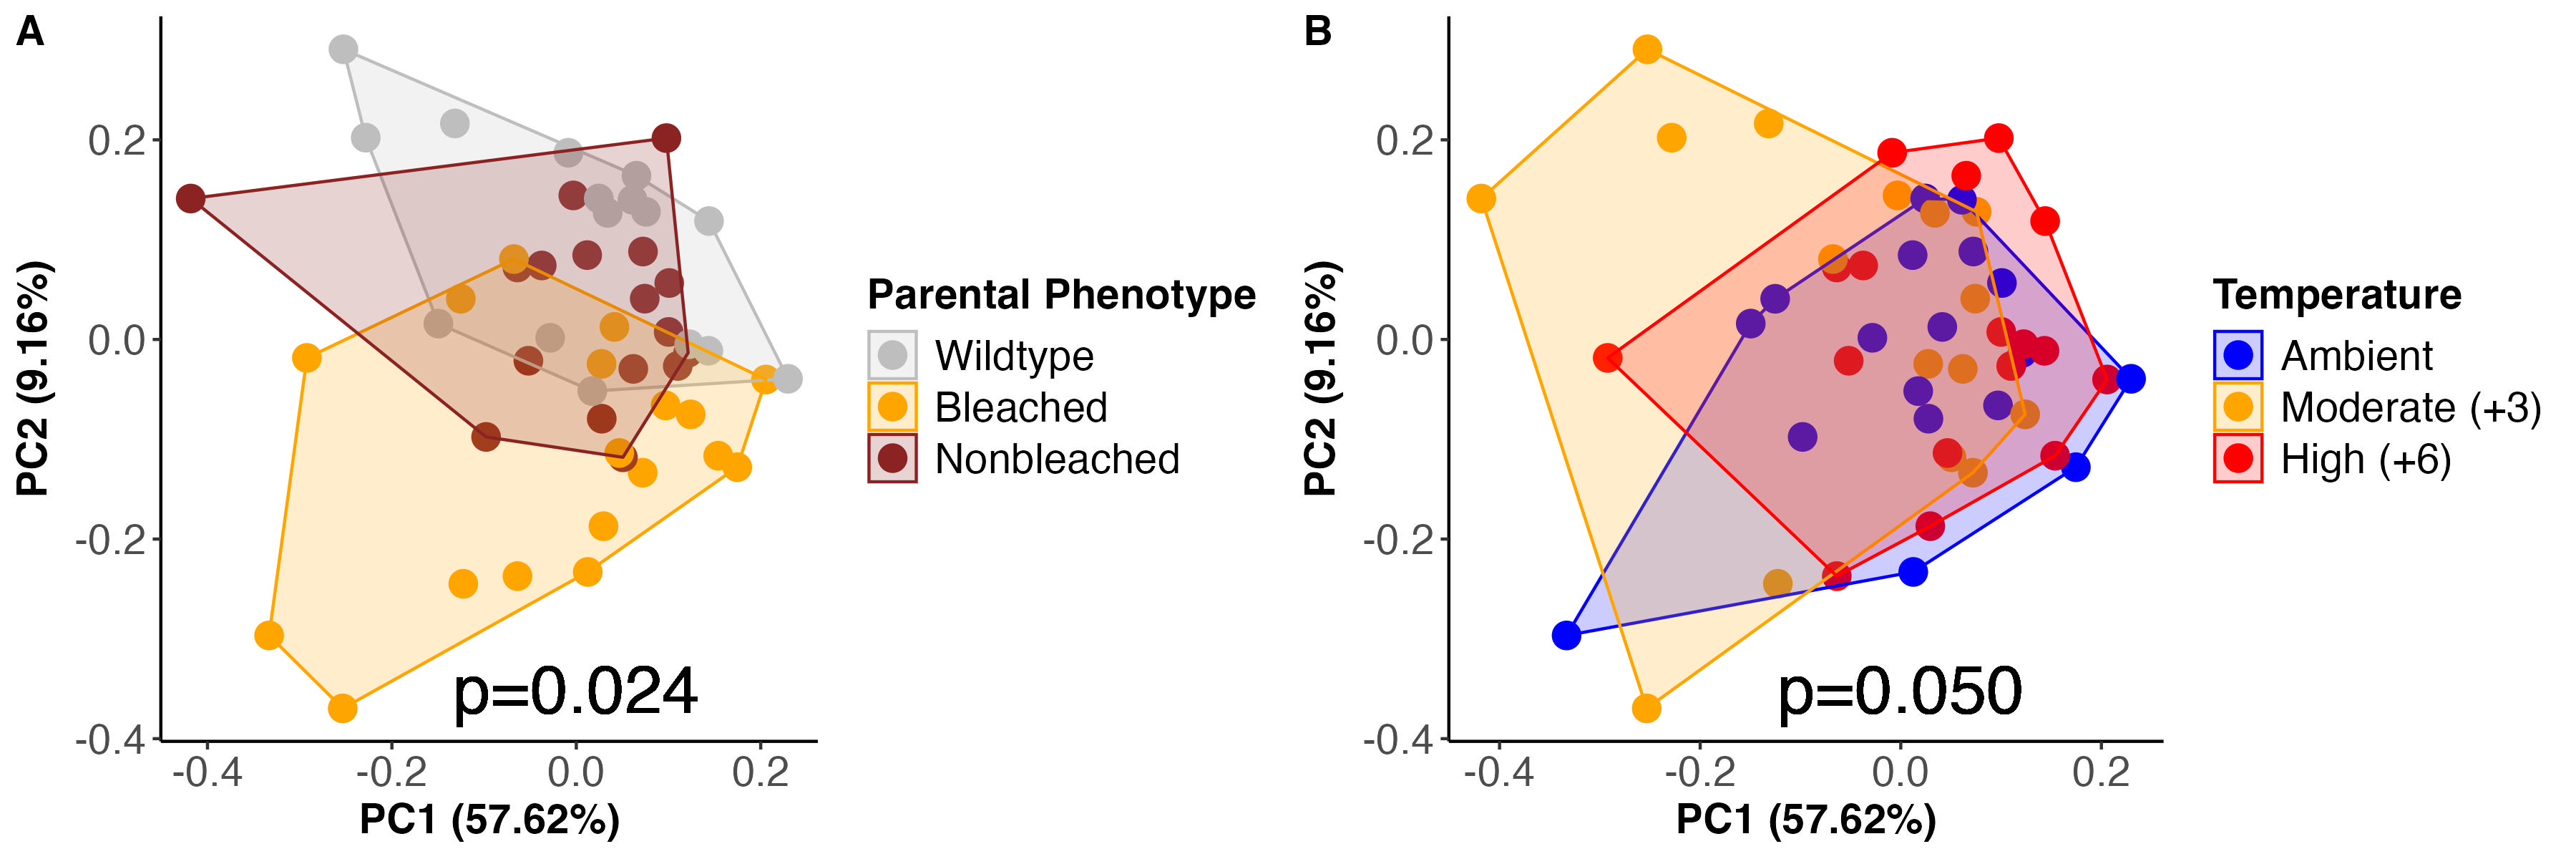 A
PC2 (9.16%)
0.2
0.0
-0.2
-0.4
-0.4
-0.2
0.0
0.2
PC1 (57.62%)
p=0.024
Parental Phenotype
Wildtype
Bleached
Nonbleached
B
PC2 (9.16%)
0.2
0.0
-0.2
-0.4
-0.4
-0.2
0.0
0.2
PC1 (57.62%)
p=0.050
Temperature
Ambient
Moderate (+3)
High (+6)